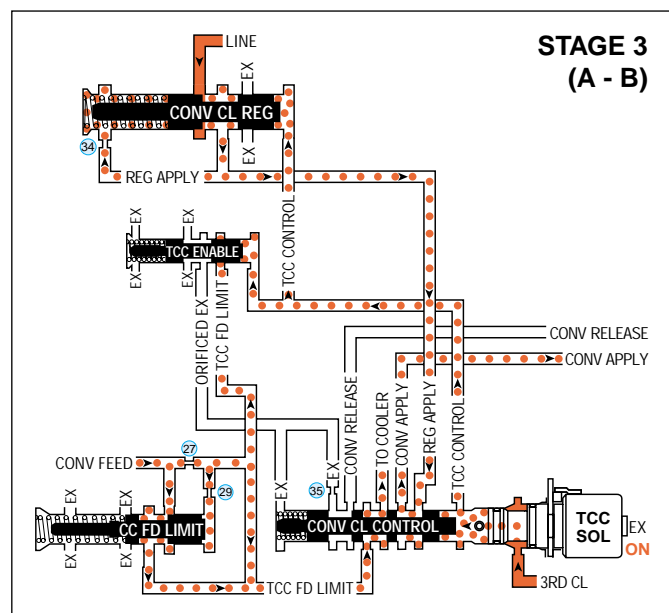 STAGE 3
(A - B)
LINE
EX
CONV CL REG
EX
EX
34
REG APPLY
TCC CONTROL
EX
EX
TCC ENABLE
EX
EX
ORIFICED EX
TCC FD LIMIT
CONV RELEASE
CONV APPLY
CONV RELEASE
TO COOLER
CONV APPLY
REG APPLY
TCC CONTROL
CONV FEED
27
29
35
EX
EX
EX
EX
CC FD LIMIT
EX
EX
CONV CL CONTROL
TCC SOL
EX
ON
TCC FD LIMIT
3RD CL